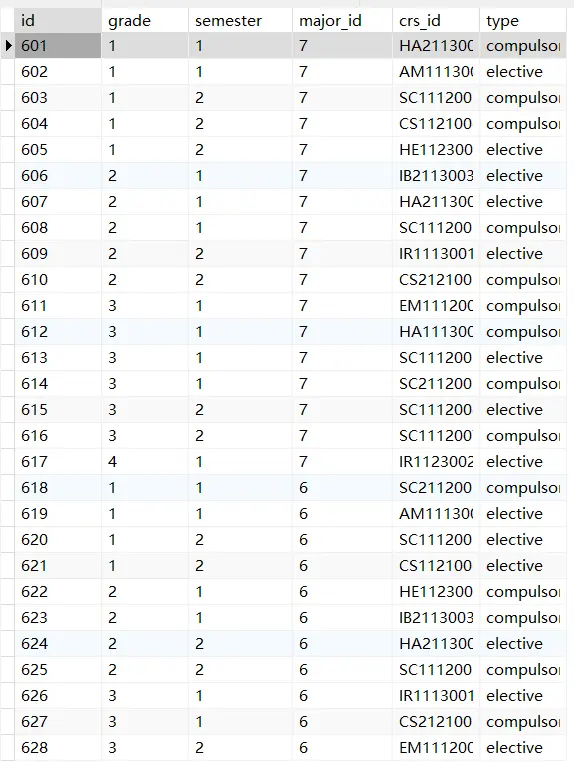 id grade semester major_id crs_id type
601 1 1 7 HA211300 compulsor
602 1 1 7 AM111300 elective
603 1 2 7 SC111200 compulsor
604 1 2 7 CS112100 compulsor
605 1 2 7 HE112300 elective
606 2 1 7 IB2113003 elective
607 2 1 7 HA211300 elective
608 2 1 7 SC111200 compulsor
609 2 2 7 IR1113001 elective
610 2 2 7 CS212100 compulsor
611 3 1 7 EM111200 compulsor
612 3 1 7 HA111300 compulsor
613 3 1 7 SC111200 elective
614 3 1 7 SC211200 compulsor
615 3 2 7 SC111200 elective
616 3 2 7 SC111200 compulsor
617 4 1 7 IR1123002 elective
618 1 1 6 SC211200 compulsor
619 1 1 6 AM111300 elective
620 1 2 6 SC111200 elective
621 1 2 6 CS112100 elective
622 2 1 6 HE112300 compulsor
623 2 1 6 IB2113003 compulsor
624 2 2 6 HA211300 elective
625 2 2 6 SC111200 compulsor
626 3 1 6 IR1113001 elective
627 3 1 6 CS212100 compulsor
628 3 2 6 EM111200 elective